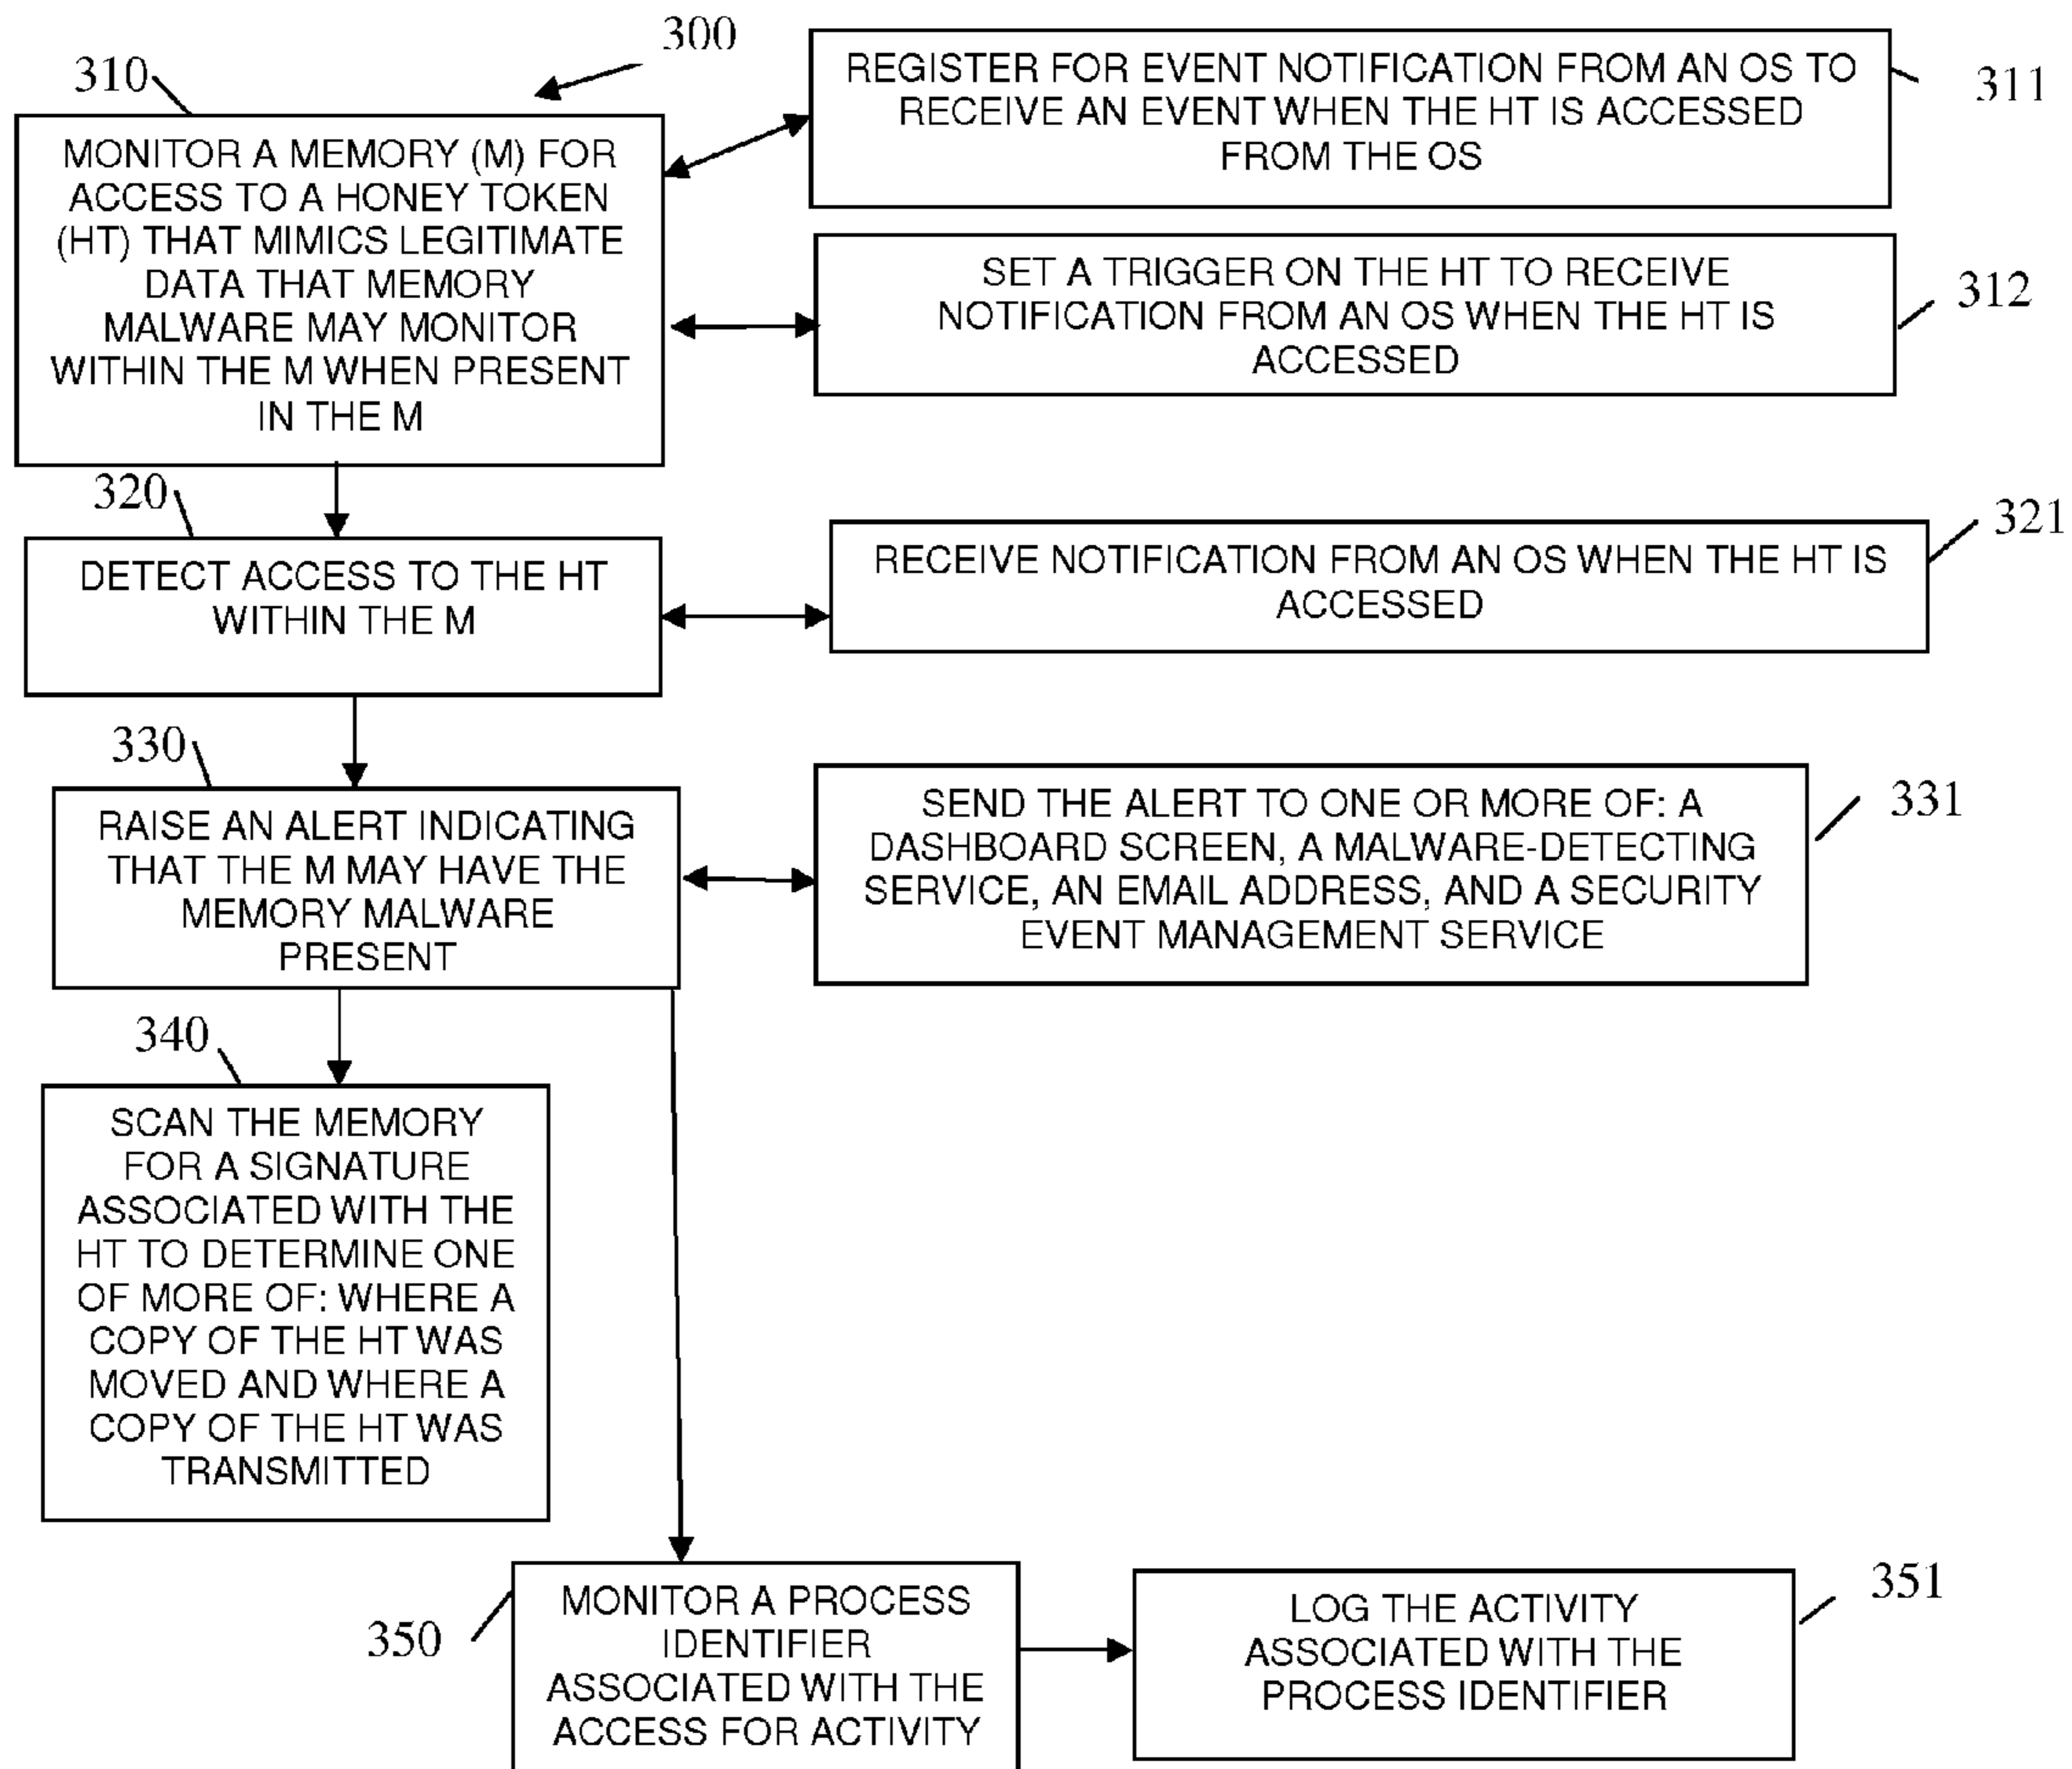 300
310
MONITOR A MEMORY (M) FOR
ACCESS TO A HONEY TOKEN
(HT) THAT MIMICS LEGITIMATE
DATA THAT MEMORY
MALWARE MAY MONITOR
WITHIN THE M WHEN PRESENT
IN THE M
REGISTER FOR EVENT NOTIFICATION FROM AN OS TO
RECEIVE AN EVENT WHEN THE HT IS ACCESSED
FROM THE OS
311
SET A TRIGGER ON THE HT TO RECEIVE
NOTIFICATION FROM AN OS WHEN THE HT IS
ACCESSED
312
320
DETECT ACCESS TO THE HT
WITHIN THE M
RECEIVE NOTIFICATION FROM AN OS WHEN THE HT IS
ACCESSED
321
330
RAISE AN ALERT INDICATING
THAT THE M MAY HAVE THE
MEMORY MALWARE
PRESENT
SEND THE ALERT TO ONE OR MORE OF: A
DASHBOARD SCREEN, A MALWARE-DETECTING
SERVICE, AN EMAIL ADDRESS, AND A SECURITY
EVENT MANAGEMENT SERVICE
331
340
SCAN THE MEMORY
FOR A SIGNATURE
ASSOCIATED WITH THE
HT TO DETERMINE ONE
OF MORE OF: WHERE A
COPY OF THE HT WAS
MOVED AND WHERE A
COPY OF THE HT WAS
TRANSMITTED
350
MONITOR A PROCESS
IDENTIFIER
ASSOCIATED WITH THE
ACCESS FOR ACTIVITY
LOG THE ACTIVITY
ASSOCIATED WITH THE
PROCESS IDENTIFIER
351